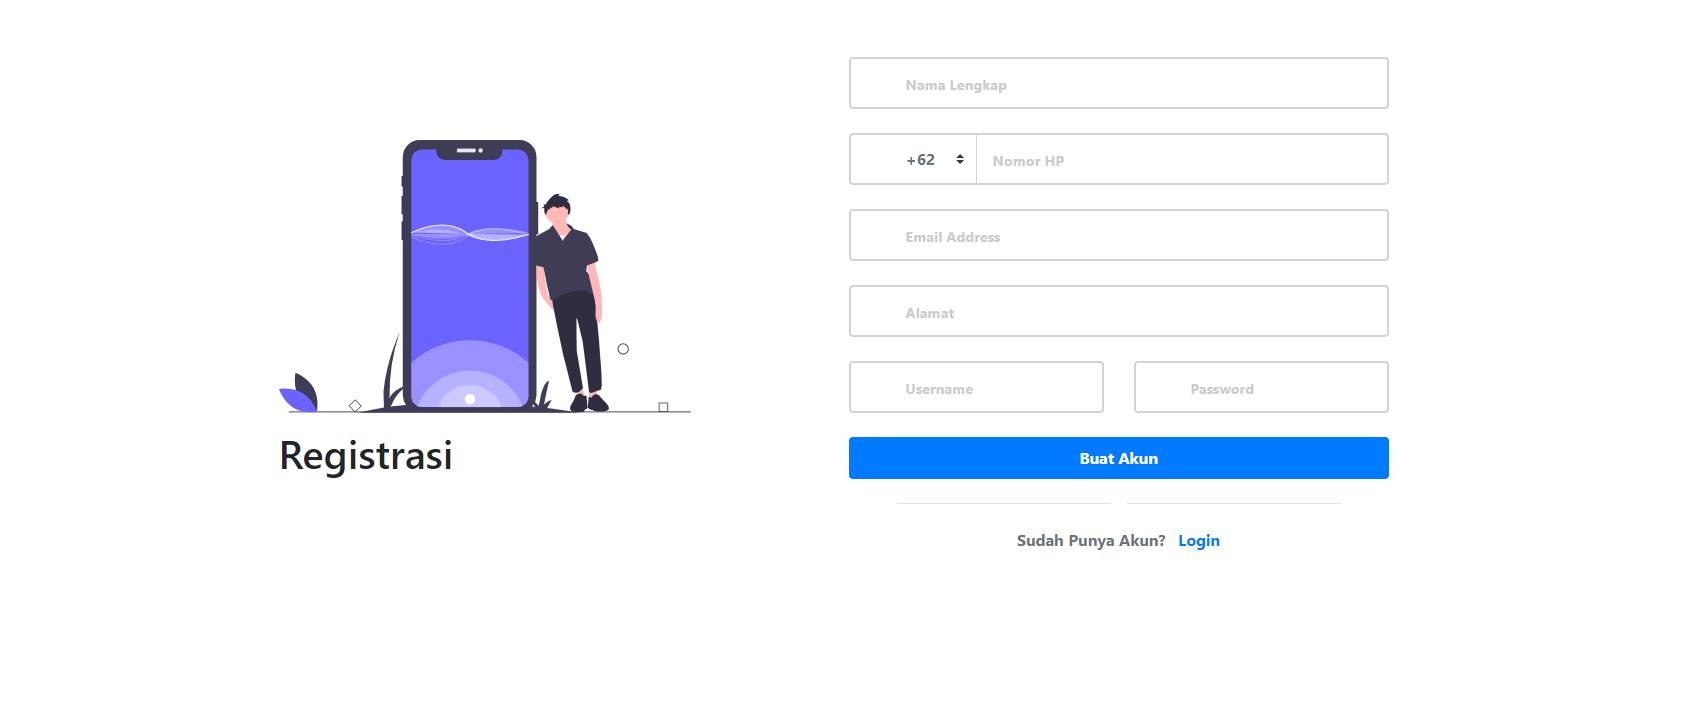 Nama Lengkap
+62 Nomor HP
Email Address
Alamat
Username Password
Registrasi
Buat Akun
Sudah Punya Akun? Login